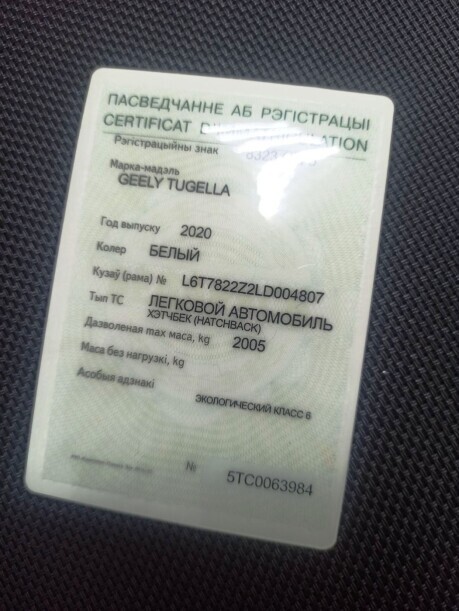 ПАСВЕДЧАННЕ АБ РЭГІСТРАЦЫІ
CERTIFICAT D'IMMATRICULATION
Рэгістрацыйны знак
Марка-мадэль
GEELY TUGELLA
Год выпуску 2020
Колер БЕЛЫЙ
Кузаў (рама) № L6T7822Z2LD004807
Тып ТС ЛЕГКОВОЙ АВТОМОБИЛЬ
ХЭТЧБЕК (HATCHBACK)
Дазволеная max маса, kg 2005
Маса без нагрузкі, kg
Асобыя адзнакі
ЭКОЛОГИЧЕСКИЙ КЛАСС 6
№ 5TC0063984